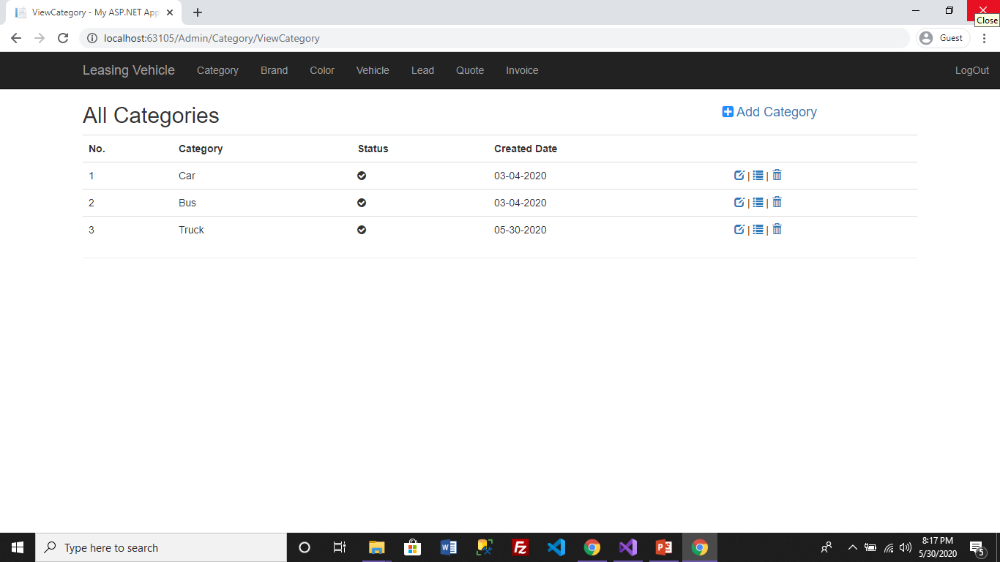 ViewCategory - My ASP.NET App
Close
localhost:63105/Admin/Category/ViewCategory
Guest
Leasing Vehicle Category Brand Color Vehicle Lead Quote Invoice LogOut
All Categories
Add Category
No. Category Status Created Date
1 Car 03-04-2020
2 Bus 03-04-2020
3 Truck 05-30-2020
Type here to search
8:17 PM
5/30/2020
5